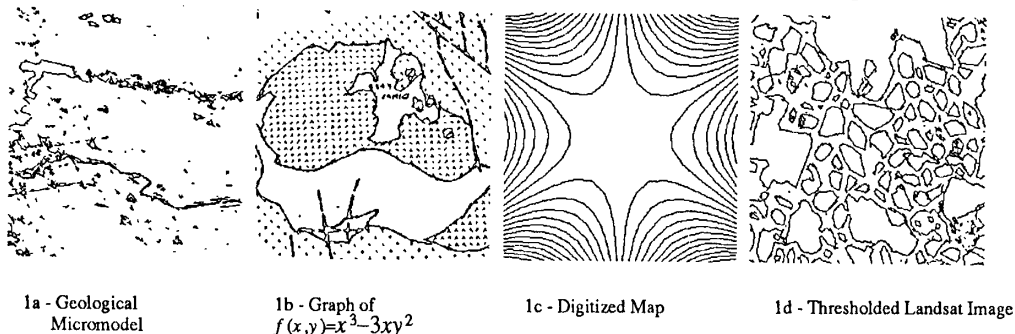 1a - Geological
Micromodel
1b - Graph of
f(x,y)=x³−3xy²
1c - Digitized Map
1d - Thresholded Landsat Image